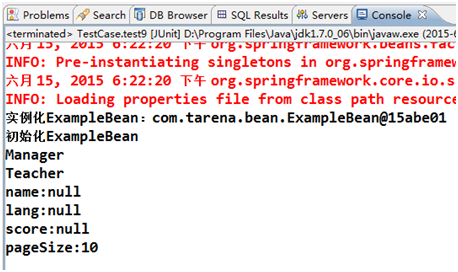 Problems Search DB Browser SQL Results Servers Console
<terminated> TestCase.test9 [JUnit] D:\Program Files\Java\jdk1.7.0_06\bin\javaw.exe (2015-6
六月 15, 2015 6:22:20 下午 org.springframework.beans.fac
INFO: Pre-instantiating singletons in org.springframew
六月 15, 2015 6:22:20 下午 org.springframework.core.io.s
INFO: Loading properties file from class path resource
实例化ExampleBean：com.tarena.bean.ExampleBean@15abe01
初始化ExampleBean
Manager
Teacher
name:null
lang:null
score:null
pageSize:10